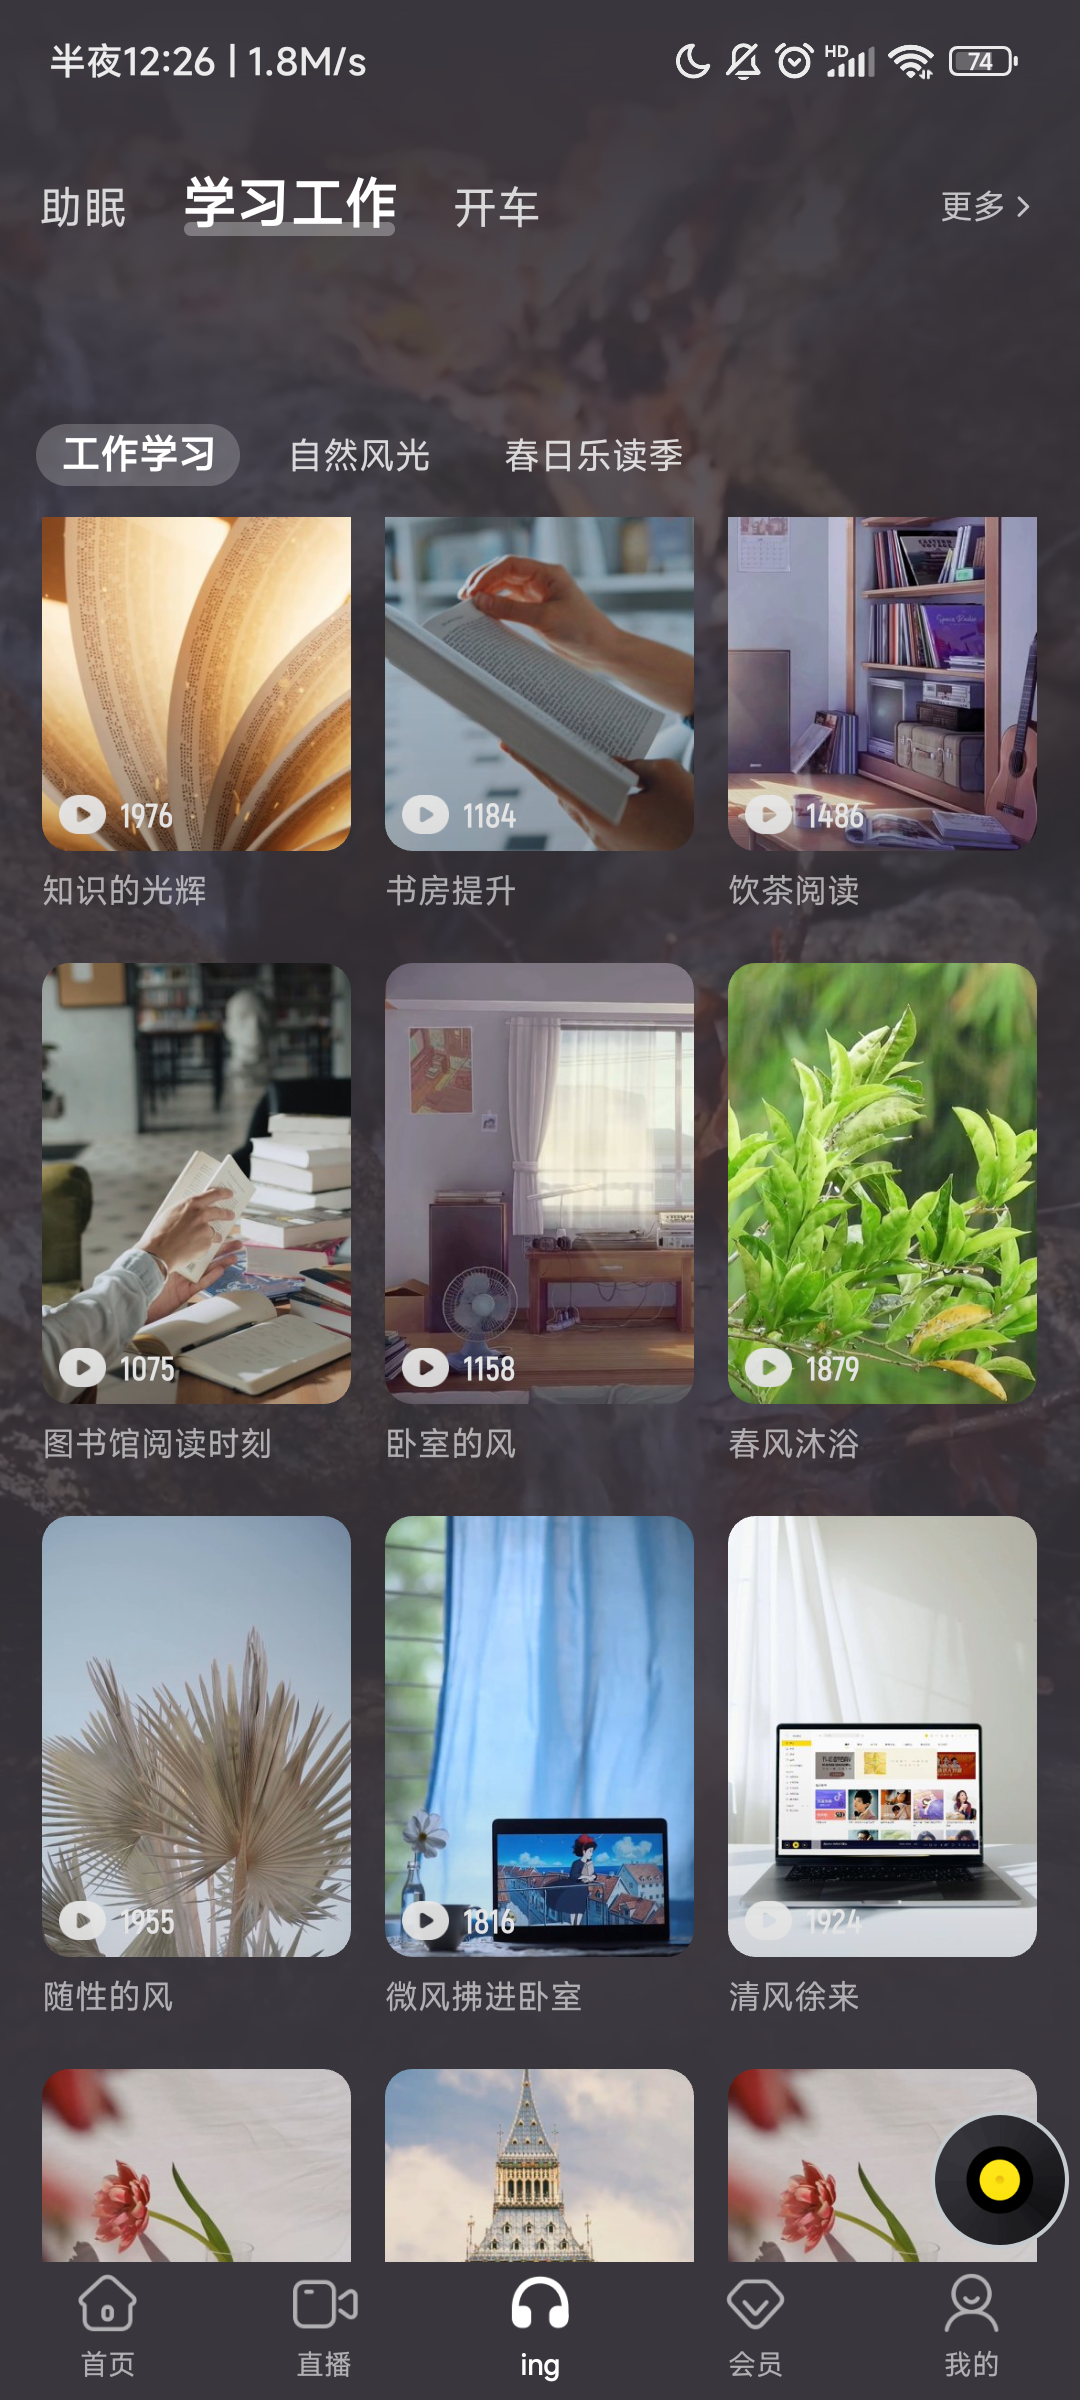 半夜12:26 | 1.8M/s
HD
74
助眠 学习工作 开车 更多 >
工作学习 自然风光 春日乐读季
1976 1184 1486
知识的光辉 书房提升 饮茶阅读
1075 1158 1879
图书馆阅读时刻 卧室的风 春风沐浴
1955 1816 1924
随性的风 微风拂进卧室 清风徐来
首页 直播 ing 会员 我的